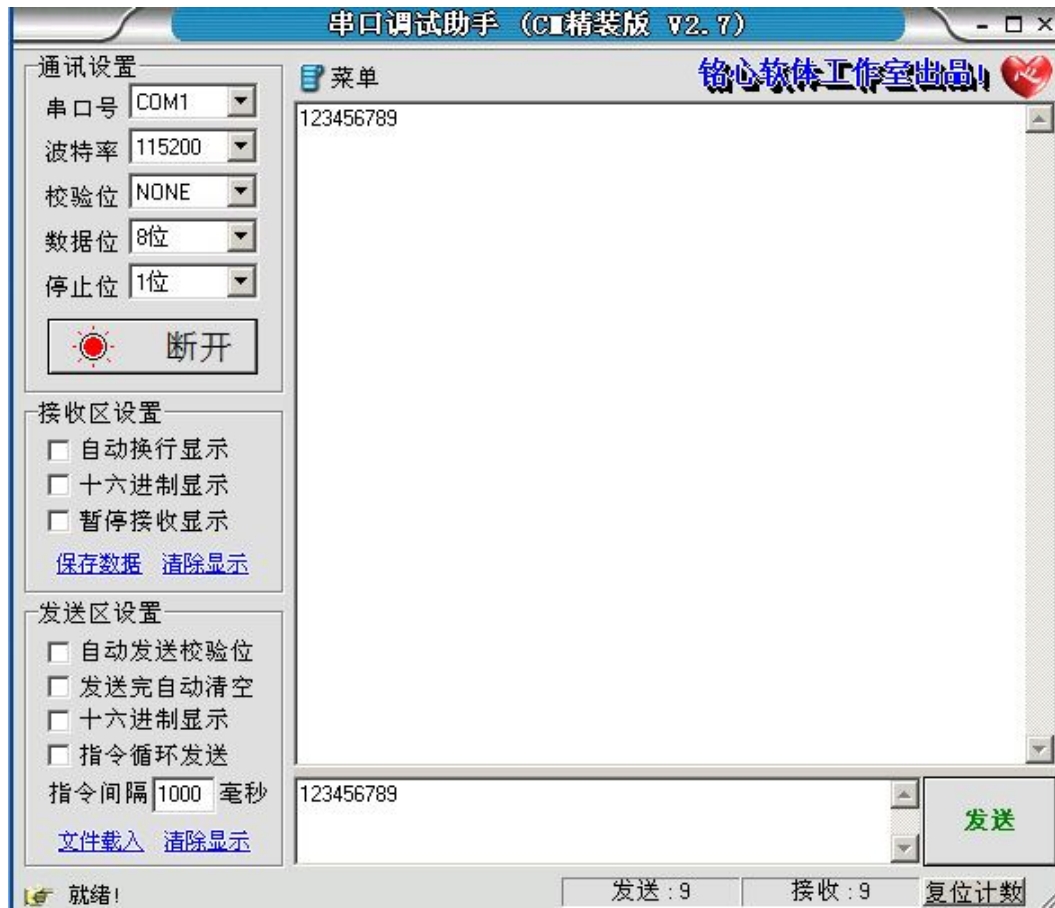 串口调试助手 (CM精装版 V2.7)
通讯设置
串口号 COM1
波特率 115200
校验位 NONE
数据位 8位
停止位 1位
断开
接收区设置
自动换行显示
十六进制显示
暂停接收显示
保存数据 清除显示
发送区设置
自动发送校验位
发送完自动清空
十六进制显示
指令循环发送
指令间隔 1000 毫秒
文件载入 清除显示
菜单
铭心软体工作室出品!
123456789
123456789
发送
就绪!
发送:9
接收:9
复位计数